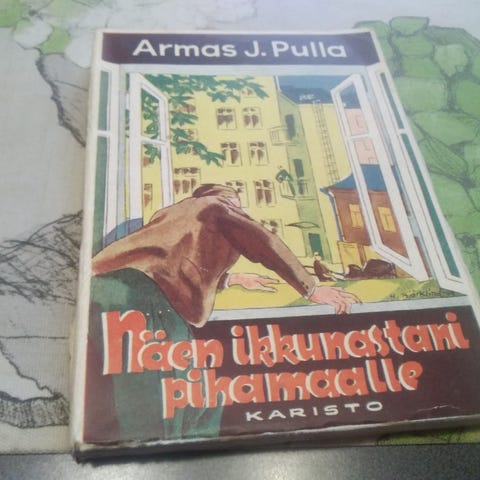 Armas J. Pulla
Näen ikkunastani
pihamaalle
KARISTO